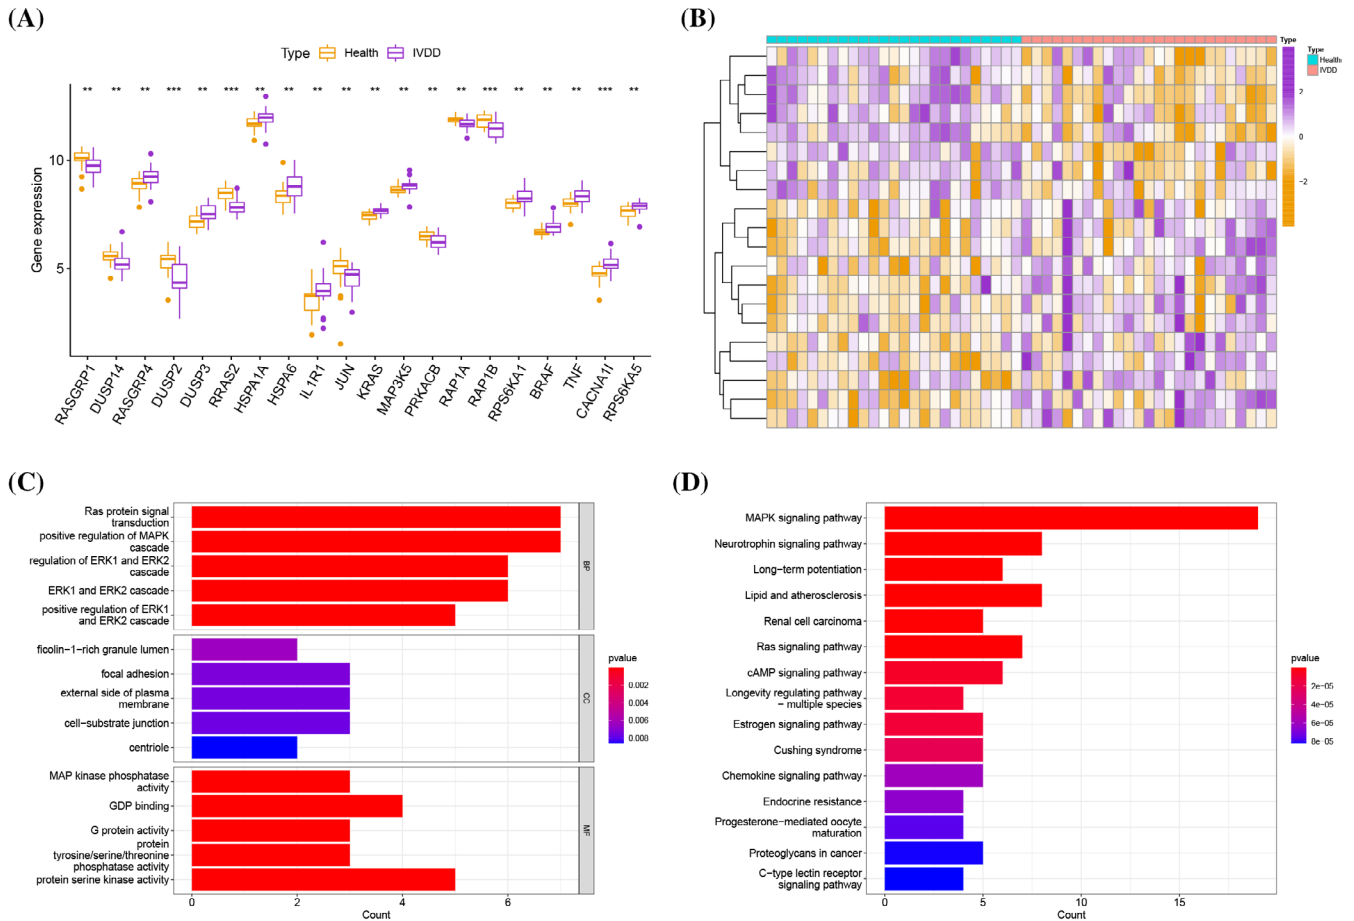 (A)
Type Health IVDD
** ** ** *** ** *** ** ** ** ** ** ** ** ** *** ** ** ** *** **
Gene expression
10
5
RASGRP1
DUSP14
RASGRP4
DUSP2
DUSP3
RRAS2
HSPA1A
HSPA6
IL1R1
JUN
KRAS
MAP3K5
PRKACB
RAP1A
RAP1B
RPS6KA1
BRAF
TNF
CACNA1I
RPS6KA5
(B)
Type
2
0
−2
Type
Health
IVDD
(C)
Ras protein signal
transduction
positive regulation of MAPK
cascade
regulation of ERK1 and ERK2
cascade
ERK1 and ERK2 cascade
positive regulation of ERK1
and ERK2 cascade
BP
ficolin−1−rich granule lumen
focal adhesion
external side of plasma
membrane
cell−substrate junction
centriole
CC
MAP kinase phosphatase
activity
GDP binding
G protein activity
protein
tyrosine/serine/threonine
phosphatase activity
protein serine kinase activity
MF
0 2 4 6
Count
pvalue
0.002
0.004
0.006
0.008
(D)
MAPK signaling pathway
Neurotrophin signaling pathway
Long−term potentiation
Lipid and atherosclerosis
Renal cell carcinoma
Ras signaling pathway
cAMP signaling pathway
Longevity regulating pathway
− multiple species
Estrogen signaling pathway
Cushing syndrome
Chemokine signaling pathway
Endocrine resistance
Progesterone−mediated oocyte
maturation
Proteoglycans in cancer
C−type lectin receptor
signaling pathway
0 5 10 15
Count
pvalue
2e−05
4e−05
6e−05
8e−05